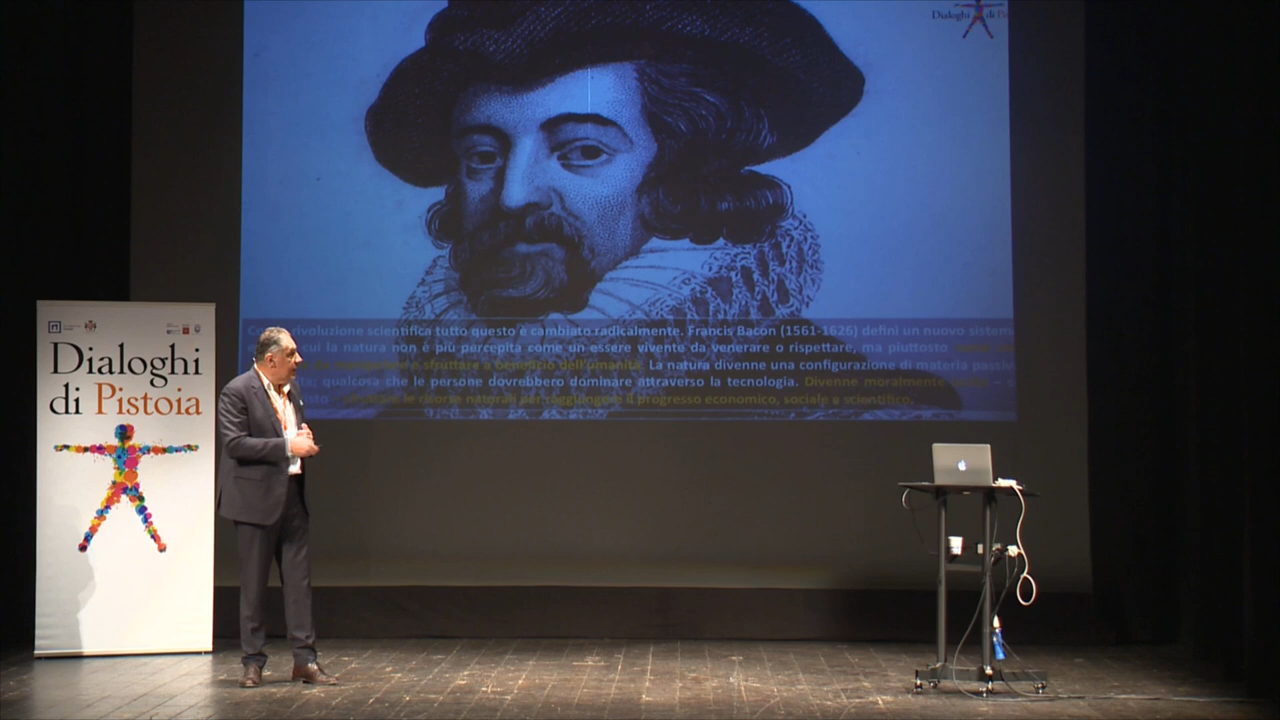 Dialoghi di
rivoluzione scientifica tutto questo è cambiato radicalmente. Francis Bacon (1561-1626) definì un nuovo sistem
cui la natura non è più percepita come un essere vivente da venerare o rispettare, ma piuttosto
e sfruttare a beneficio dell'umanità. La natura divenne una configurazione di materia passiv
qualcosa che le persone dovrebbero dominare attraverso la tecnologia. Divenne moralmente
le risorse naturali per raggiungere il progresso economico, sociale e scientifico.
Dialoghi
di Pistoia